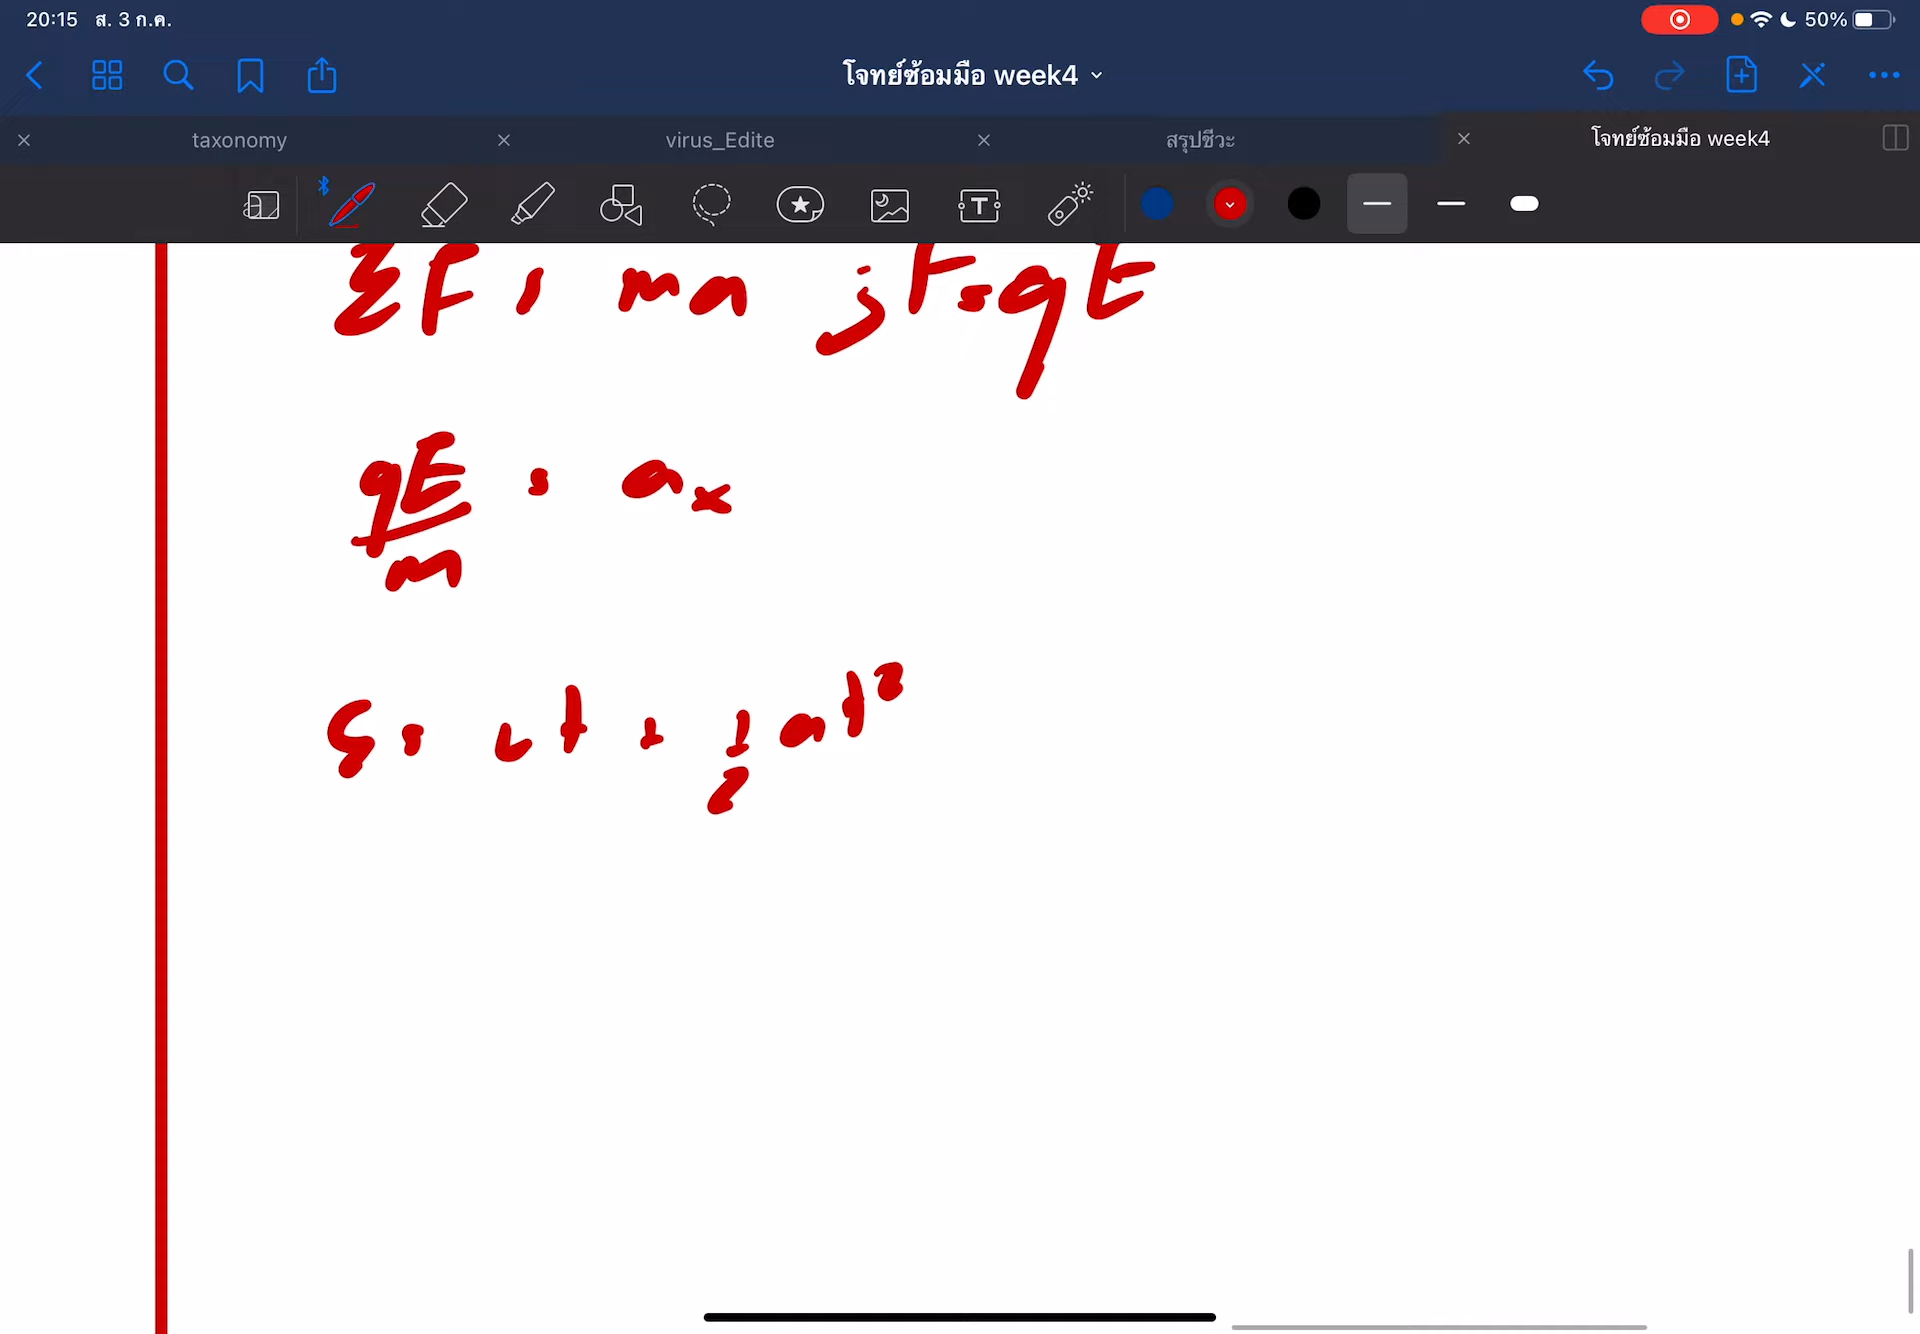 20:15 ส. 3 ก.ค. 50%
โจทย์ซ้อมมือ week4
taxonomy virus_Edite สรุปชีวะ โจทย์ซ้อมมือ week4
ΣF = ma ; F = qE
qE/m = ax
S = ut + 1/2 at²